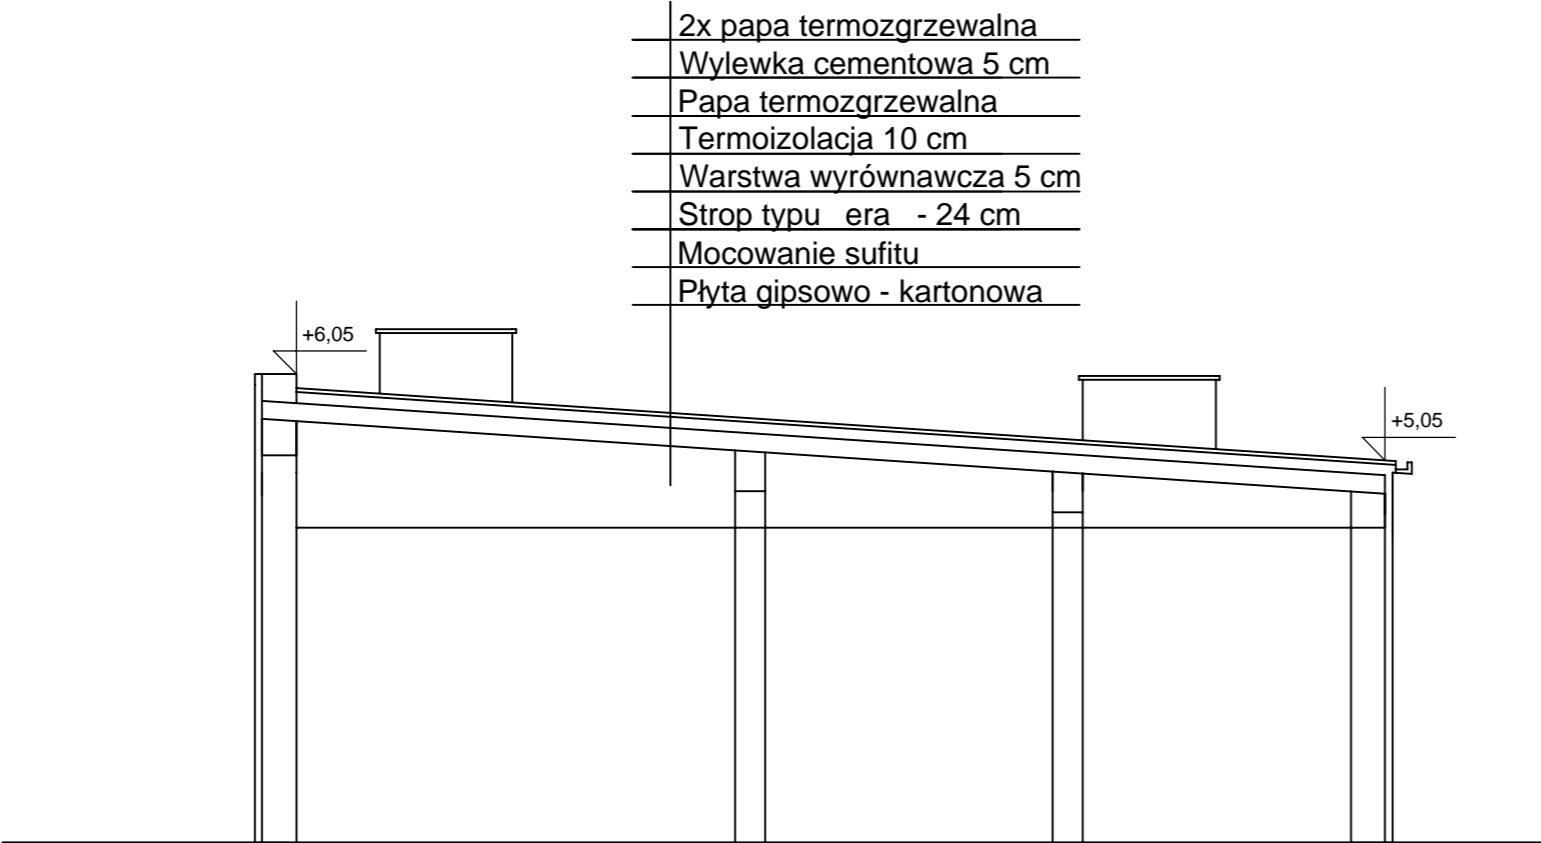 2x papa termozgrzewalna
Wylewka cementowa 5 cm
Papa termozgrzewalna
Termoizolacja 10 cm
Warstwa wyrównawcza 5 cm
Strop typu era - 24 cm
Mocowanie sufitu
Płyta gipsowo - kartonowa
+6,05
+5,05